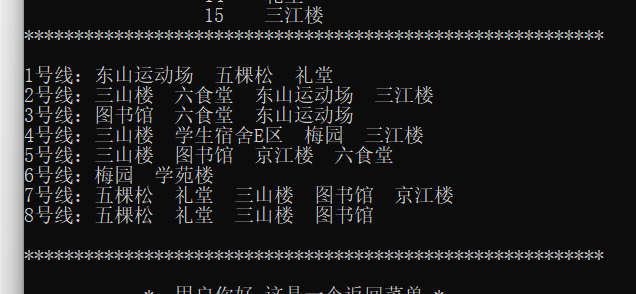 15 三江楼
**********************************************************
1号线：东山运动场 五棵松 礼堂
2号线：三山楼 六食堂 东山运动场 三江楼
3号线：图书馆 六食堂 东山运动场
4号线：三山楼 学生宿舍E区 梅园 三江楼
5号线：三山楼 图书馆 京江楼 六食堂
6号线：梅园 学苑楼
7号线：五棵松 礼堂 三山楼 图书馆 京江楼
8号线：五棵松 礼堂 三山楼 图书馆
**********************************************************
* 用户你好,这是一个返回菜单 *